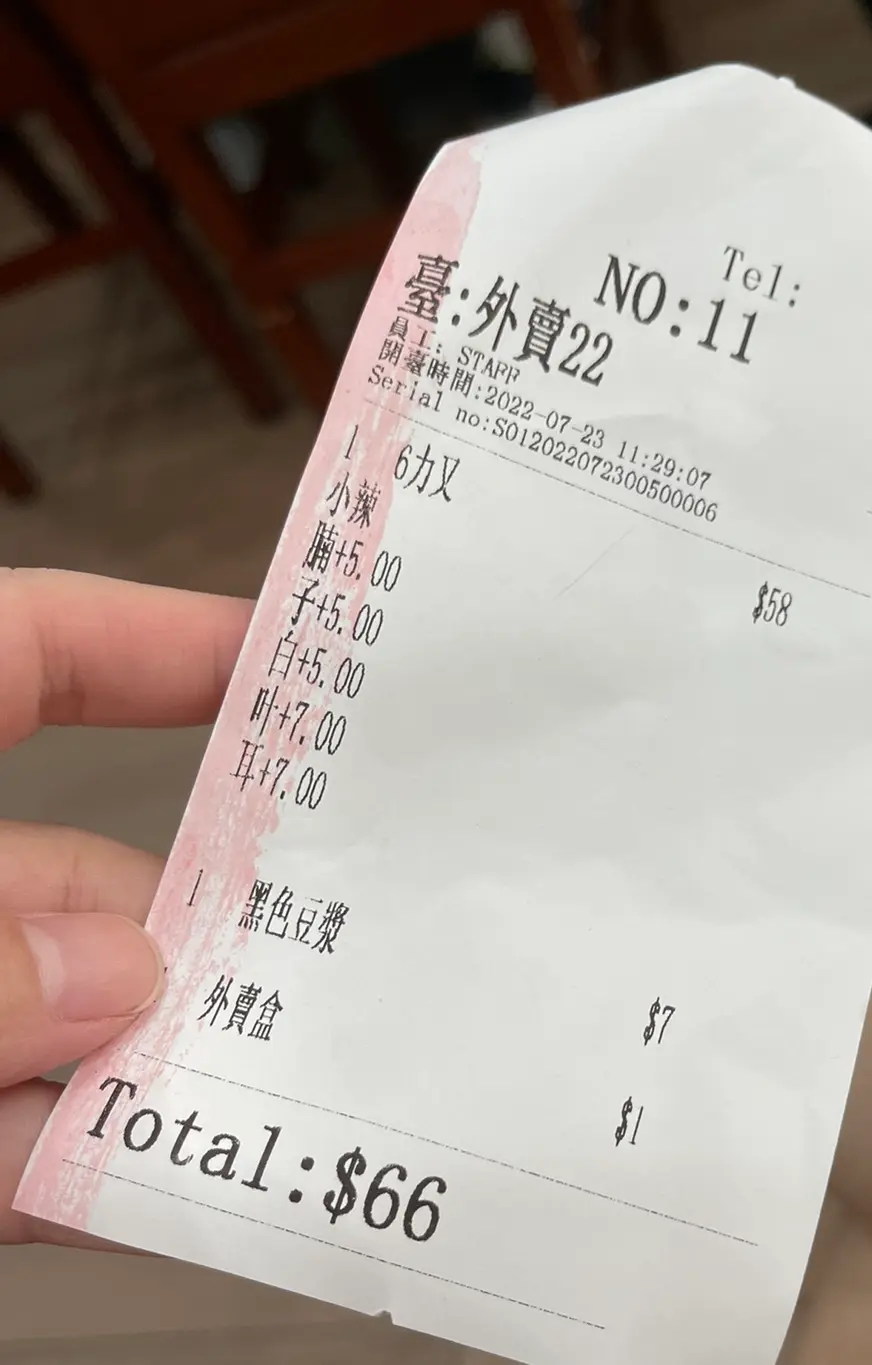 Tel:
NO:11
臺:外賣22
員工: STAFF
開臺時間:2022-07-23 11:29:07
Serial no:S012022072300500006
1 6力又 $58
小辣
腩+5.00
子+5.00
白+5.00
叶+7.00
耳+7.00
1 黑色豆漿 $7
外賣盒 $1
Total:$66